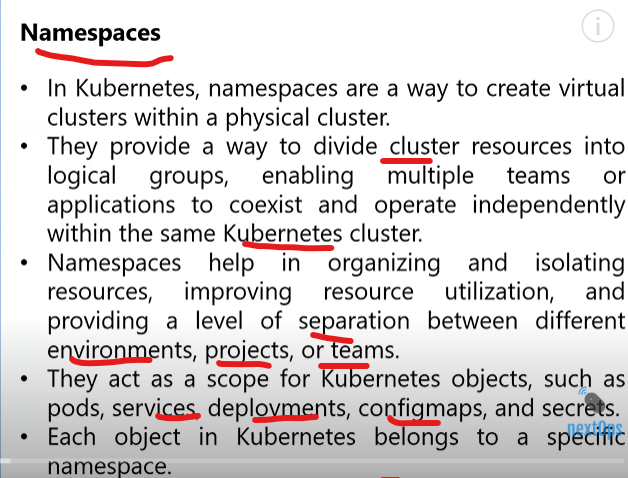 Namespaces
• In Kubernetes, namespaces are a way to create virtual
clusters within a physical cluster.
• They provide a way to divide cluster resources into
logical groups, enabling multiple teams or
applications to coexist and operate independently
within the same Kubernetes cluster.
• Namespaces help in organizing and isolating
resources, improving resource utilization, and
providing a level of separation between different
environments, projects, or teams.
• They act as a scope for Kubernetes objects, such as
pods, services, deployments, configmaps, and secrets.
• Each object in Kubernetes belongs to a specific
namespace.
nextOps